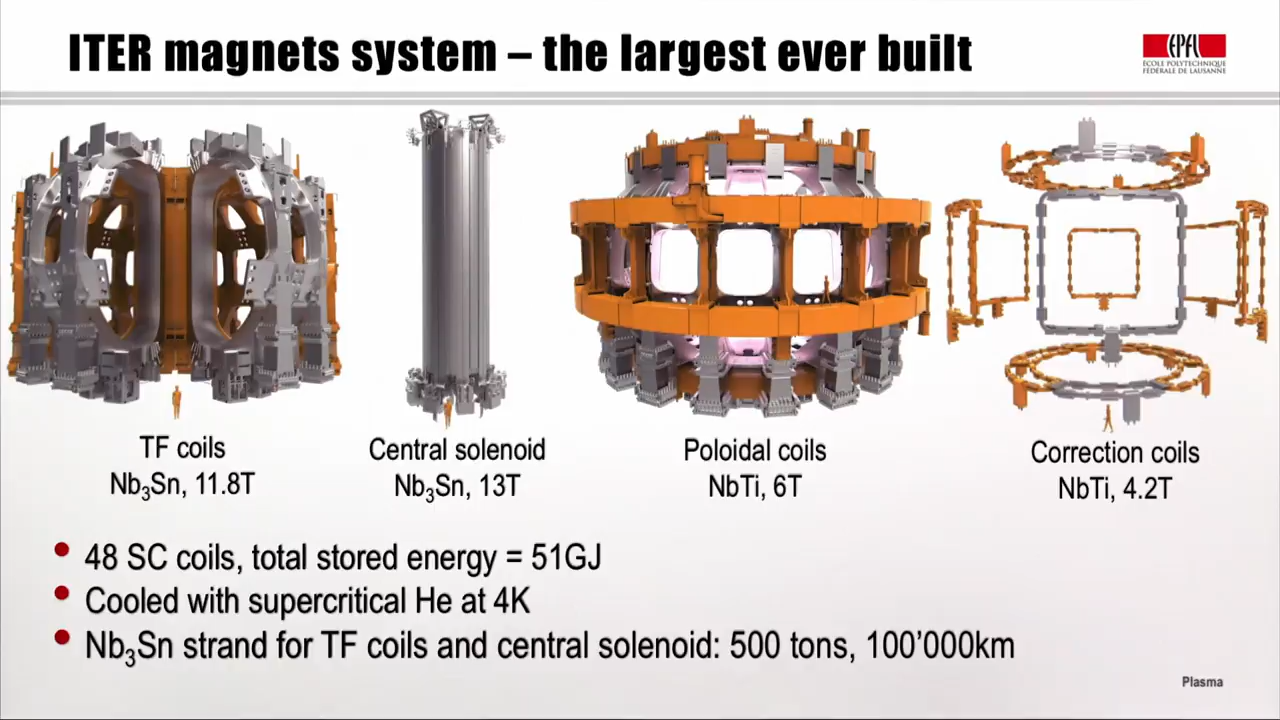 ITER magnets system – the largest ever built
EPFL
ÉCOLE POLYTECHNIQUE
FÉDÉRALE DE LAUSANNE
TF coils
Nb₃Sn, 11.8T
Central solenoid
Nb₃Sn, 13T
Poloidal coils
NbTi, 6T
Correction coils
NbTi, 4.2T
• 48 SC coils, total stored energy = 51GJ
• Cooled with supercritical He at 4K
• Nb₃Sn strand for TF coils and central solenoid: 500 tons, 100’000km
Plasma